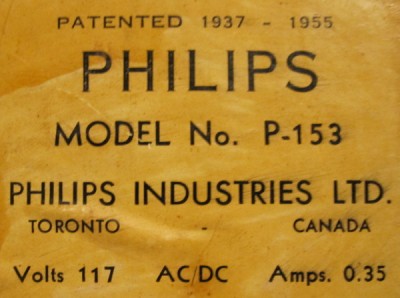 PATENTED 1937 - 1955
PHILIPS
MODEL No. P-153
PHILIPS INDUSTRIES LTD.
TORONTO - CANADA
Volts 117 AC/DC Amps. 0.35